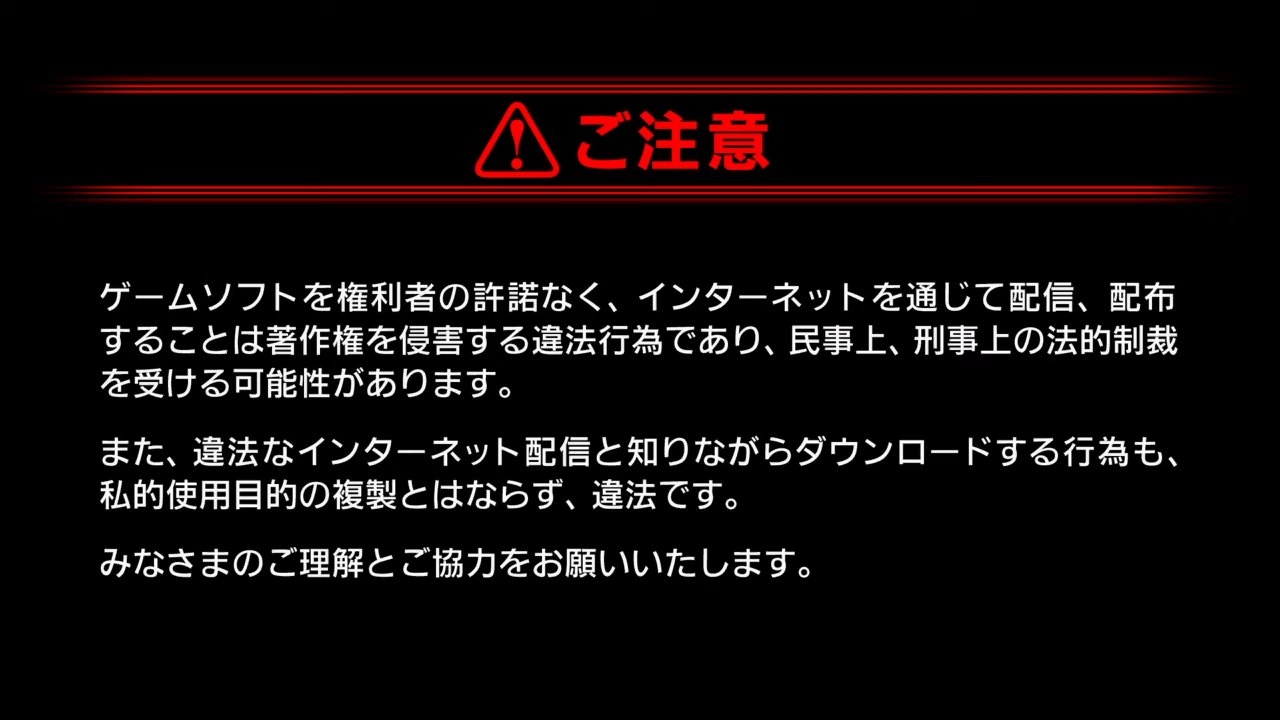 ご注意
ゲームソフトを権利者の許諾なく、インターネットを通じて配信、配布
することは著作権を侵害する違法行為であり、民事上、刑事上の法的制裁
を受ける可能性があります。
また、違法なインターネット配信と知りながらダウンロードする行為も、
私的使用目的の複製とはならず、違法です。
みなさまのご理解とご協力をお願いいたします。